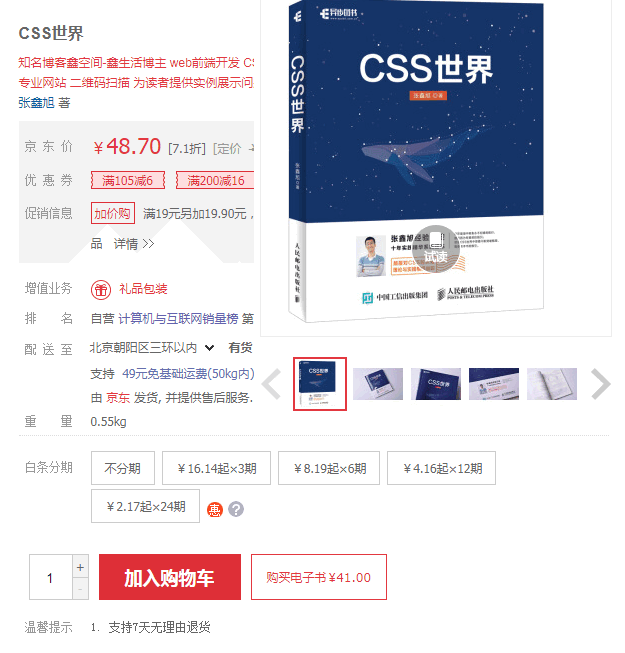 CSS世界
知名博客鑫空间-鑫生活博主 web前端开发 CS
专业网站 二维码扫描 为读者提供实例展示问
张鑫旭 著
京东价 ￥48.70 [7.1折] [定价
优惠券 满105减6 满200减16
促销信息 加价购 满19元另加19.90元，
品 详情 >>
增值业务 礼品包装
排名 自营 计算机与互联网销量榜 第
配送至 北京朝阳区三环以内 有货
支持 49元免基础运费(50kg内)
由 京东 发货, 并提供售后服务.
重量 0.55kg
异步图书
CSS世界
张鑫旭 ◎著
CSS世界
张鑫旭 ◎著
人民邮电出版社
张鑫旭
试读
中国工信出版集团
人民邮电出版社
POSTS & TELECOM PRESS
白条分期 不分期 ￥16.14起×3期 ￥8.19起×6期 ￥4.16起×12期
￥2.17起×24期 惠 ?
1 + - 加入购物车 购买电子书 ¥41.00
温馨提示 1. 支持7天无理由退货